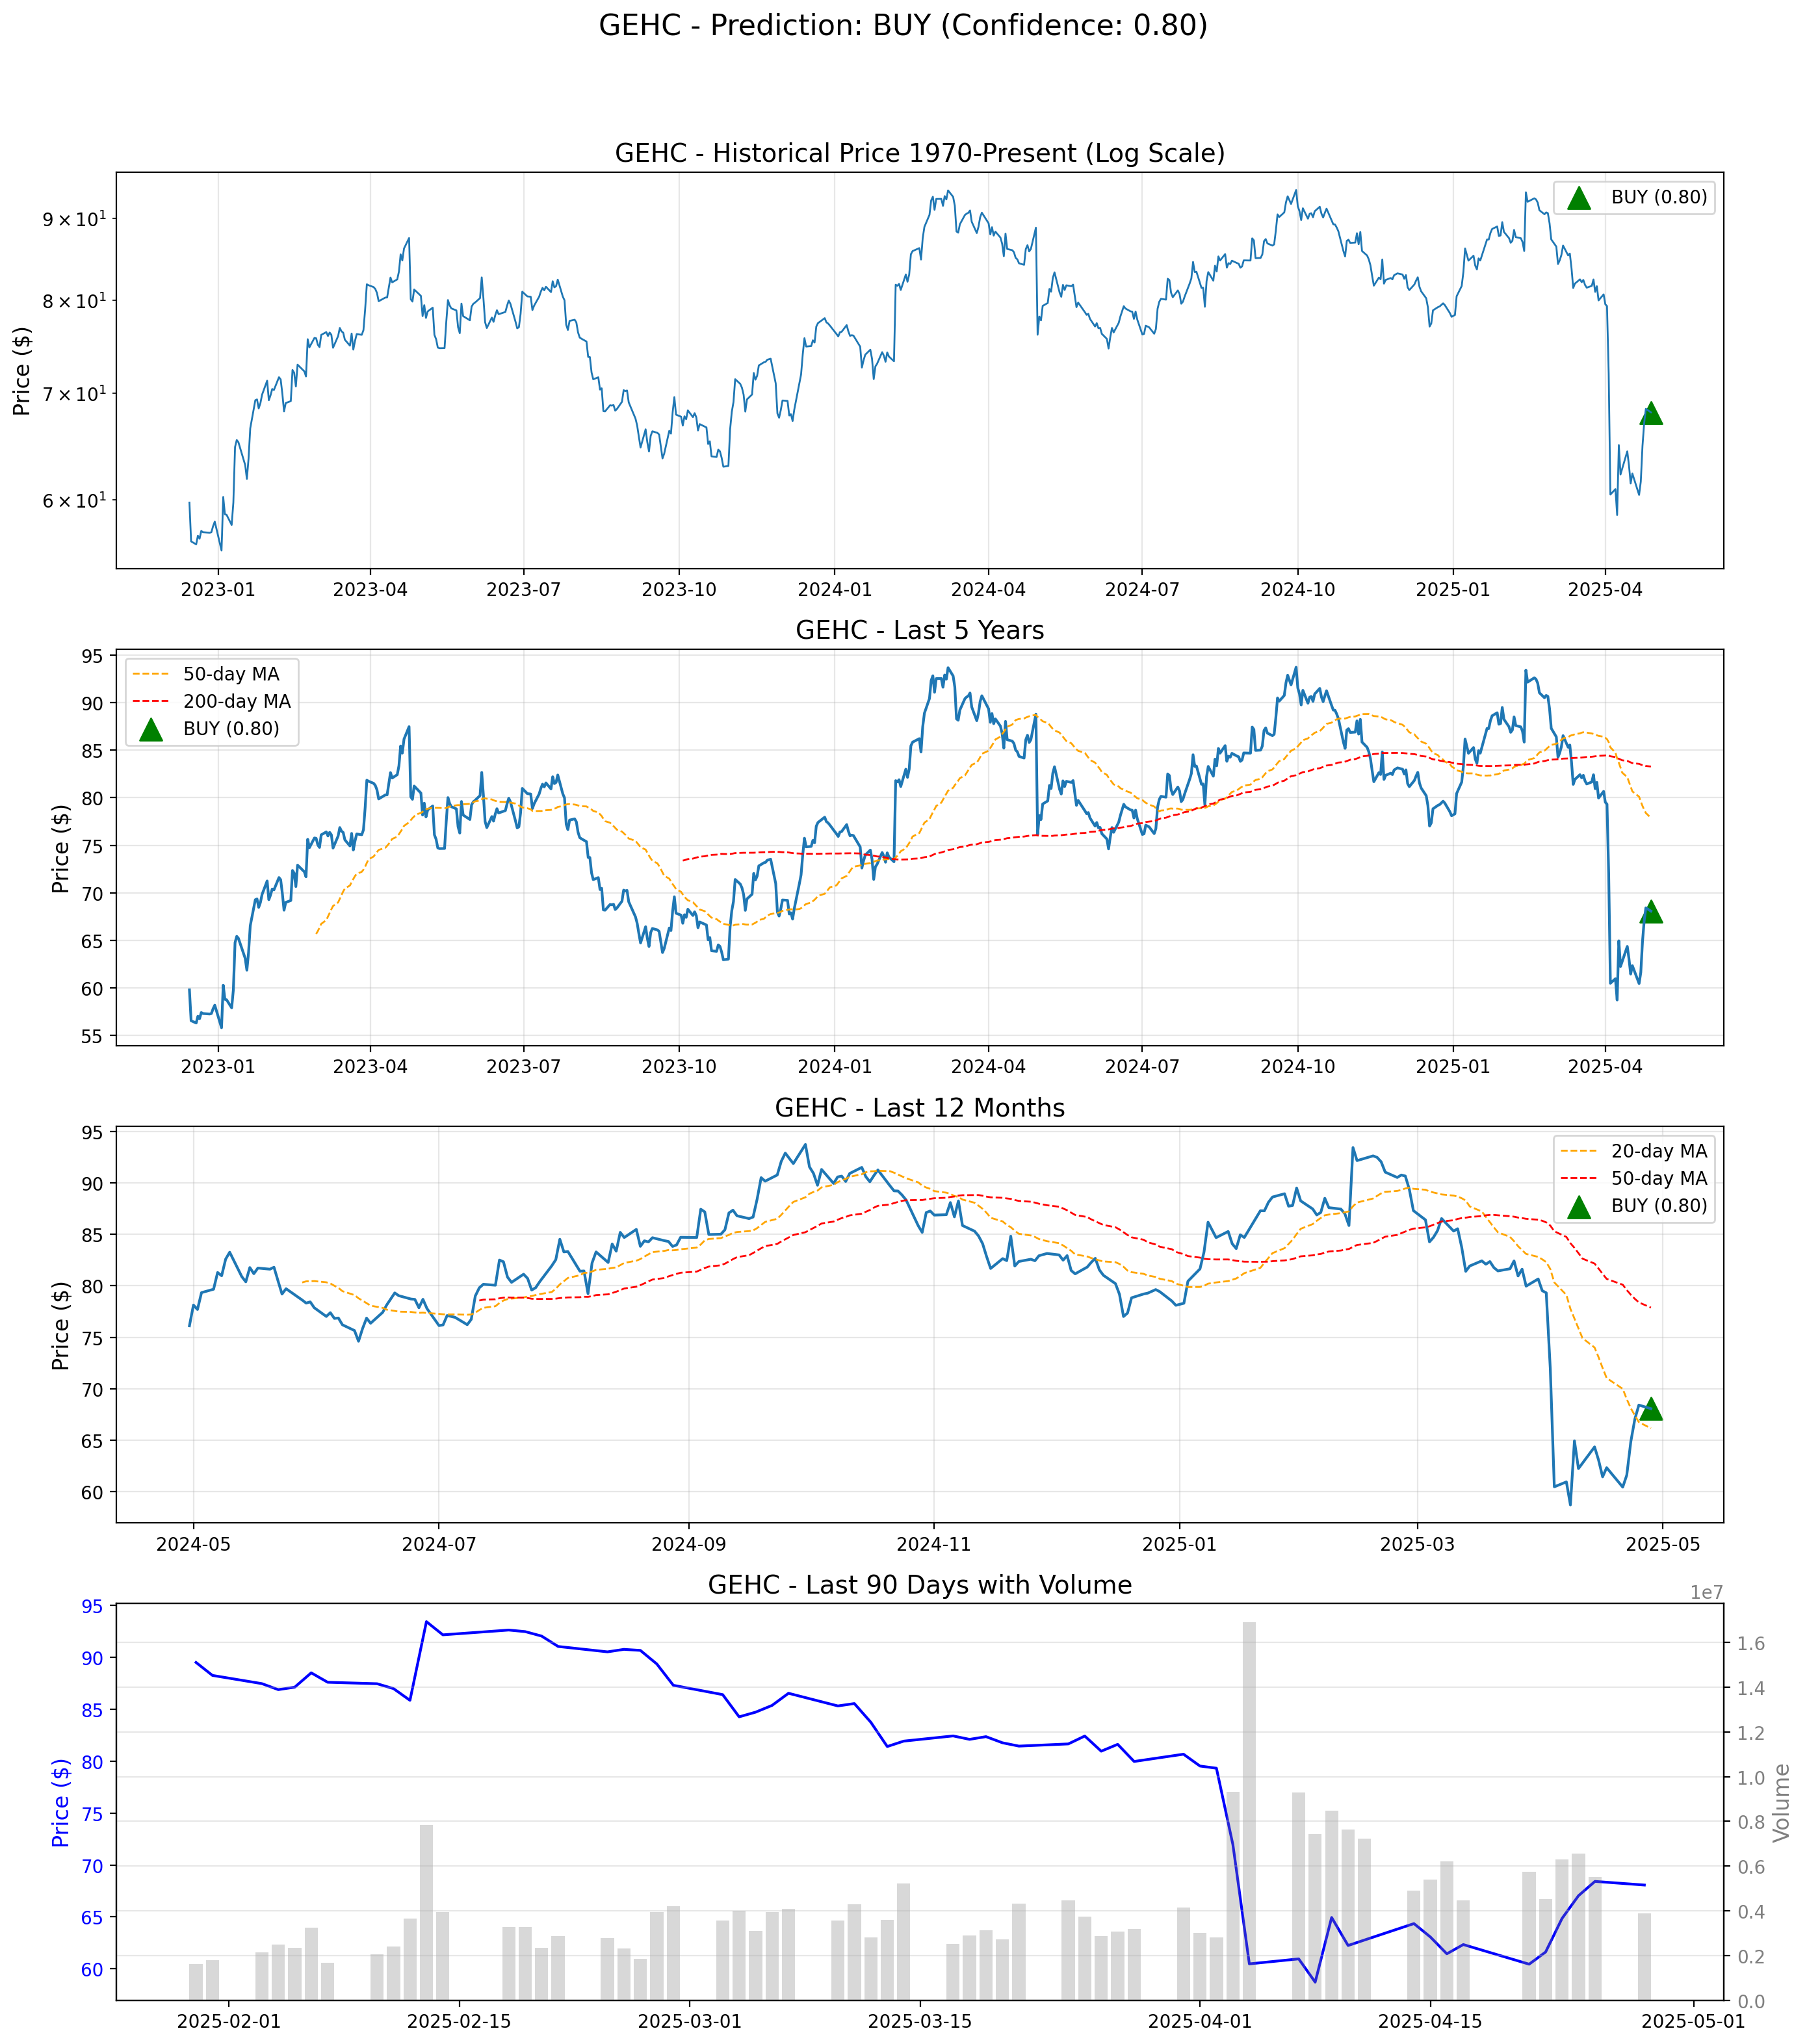 GEHC - Prediction: BUY (Confidence: 0.80)
GEHC - Historical Price 1970-Present (Log Scale)
Price ($)
9 × 10¹
8 × 10¹
7 × 10¹
6 × 10¹
BUY (0.80)
2023-01 2023-04 2023-07 2023-10 2024-01 2024-04 2024-07 2024-10 2025-01 2025-04
GEHC - Last 5 Years
Price ($)
95
90
85
80
75
70
65
60
55
50-day MA
200-day MA
BUY (0.80)
2023-01 2023-04 2023-07 2023-10 2024-01 2024-04 2024-07 2024-10 2025-01 2025-04
GEHC - Last 12 Months
Price ($)
95
90
85
80
75
70
65
60
20-day MA
50-day MA
BUY (0.80)
2024-05 2024-07 2024-09 2024-11 2025-01 2025-03 2025-05
GEHC - Last 90 Days with Volume
1e7
Price ($)
95
90
85
80
75
70
65
60
1.6
1.4
1.2
1.0
0.8
0.6
0.4
0.2
0.0
Volume
2025-02-01 2025-02-15 2025-03-01 2025-03-15 2025-04-01 2025-04-15 2025-05-01